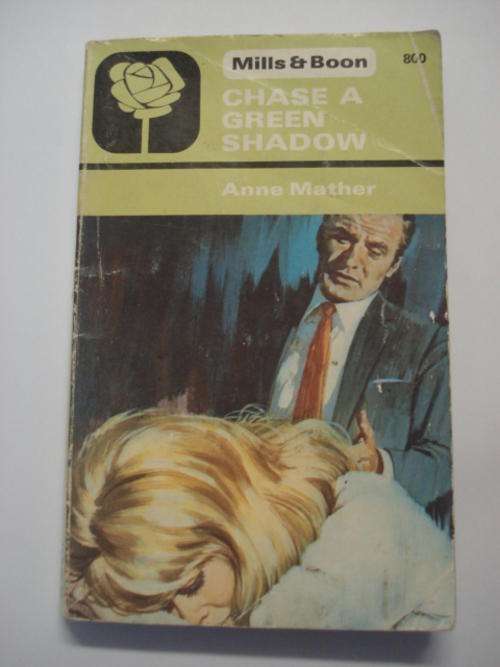 Mills & Boon
800
CHASE A
GREEN
SHADOW
Anne Mather